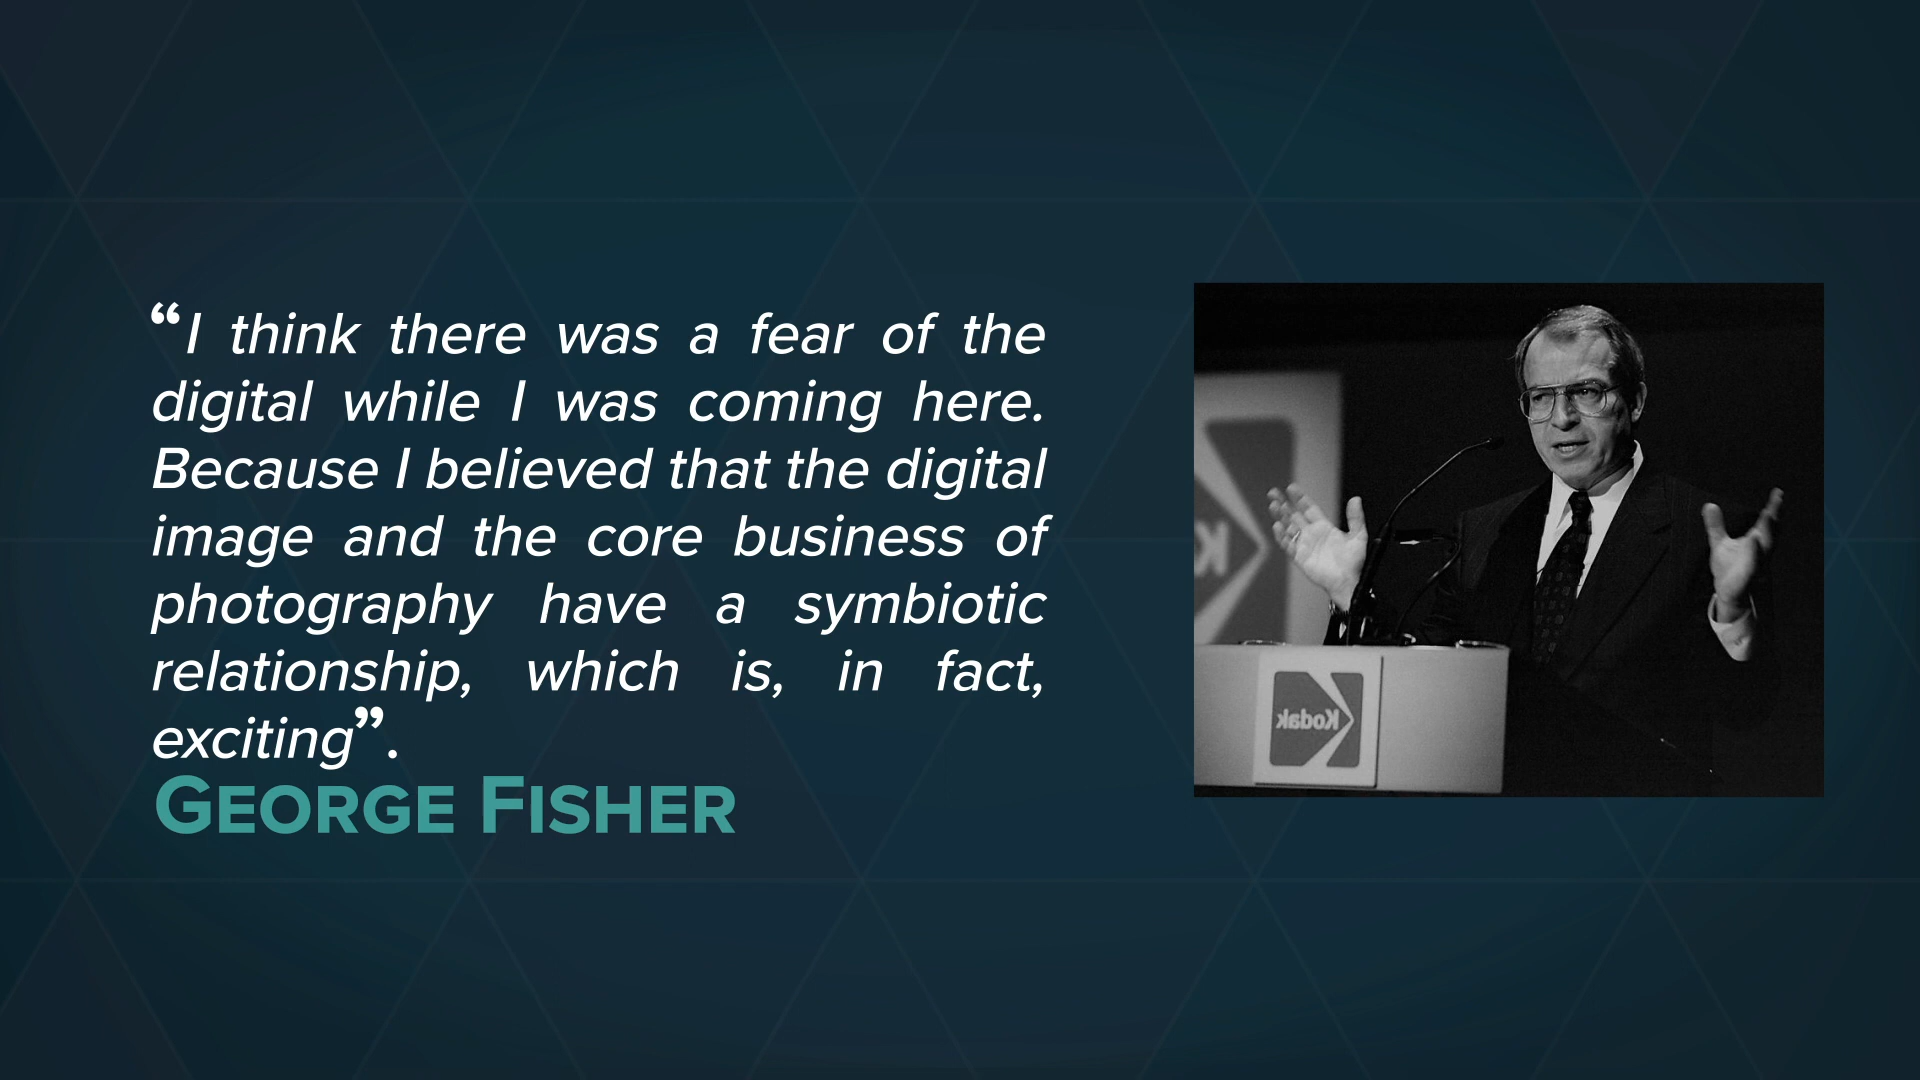 “I think there was a fear of the
digital while I was coming here.
Because I believed that the digital
image and the core business of
photography have a symbiotic
relationship, which is, in fact,
exciting”.
GEORGE FISHER
Kodak
K